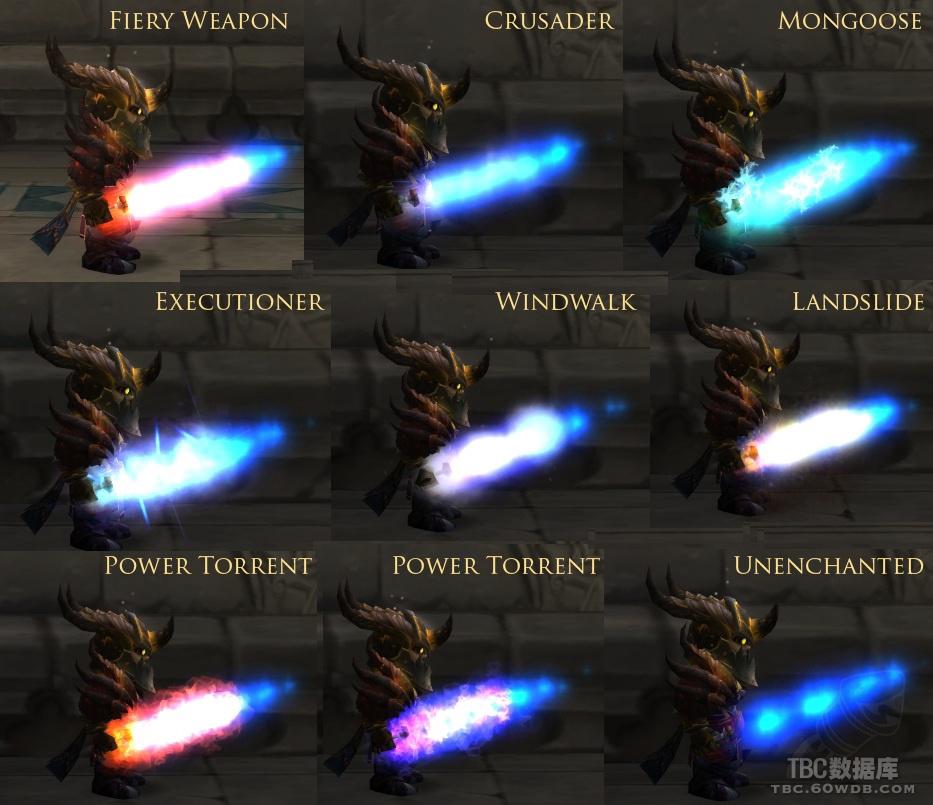 Fiery Weapon
Crusader
Mongoose
Executioner
Windwalk
Landslide
Power Torrent
Power Torrent
Unenchanted
TBC数据库
TBC.60WDB.COM